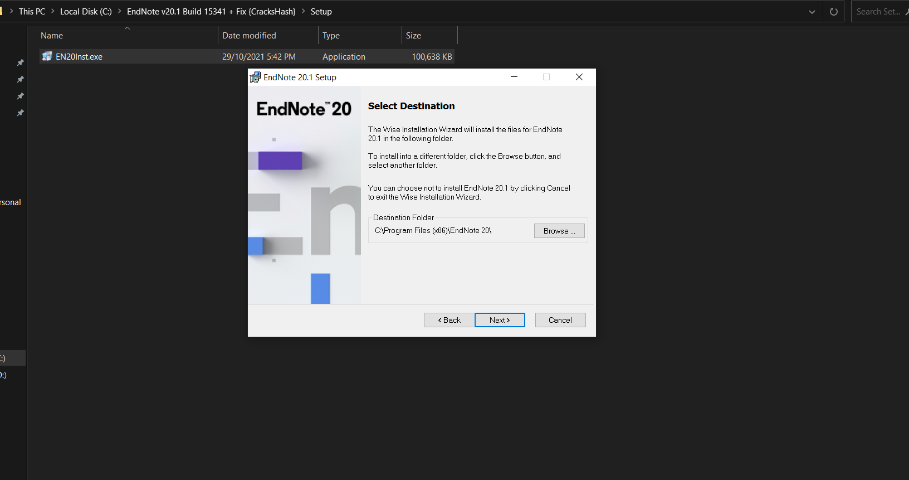 This PC > Local Disk (C:) > EndNote v20.1 Build 15341 + Fix {CracksHash} > Setup
Search Set...
Name Date modified Type Size
EN20Inst.exe 29/10/2021 5:42 PM Application 100,638 KB
EndNote 20.1 Setup
EndNote™ 20
Select Destination
The Wise Installation Wizard will install the files for EndNote
20.1 in the following folder.
To install into a different folder, click the Browse button, and
select another folder.
You can choose not to install EndNote 20.1 by clicking Cancel
to exit the Wise Installation Wizard.
Destination Folder
C:\Program Files (x86)\EndNote 20\
Browse ...
En
rsonal
< Back Next > Cancel
:)
D:)